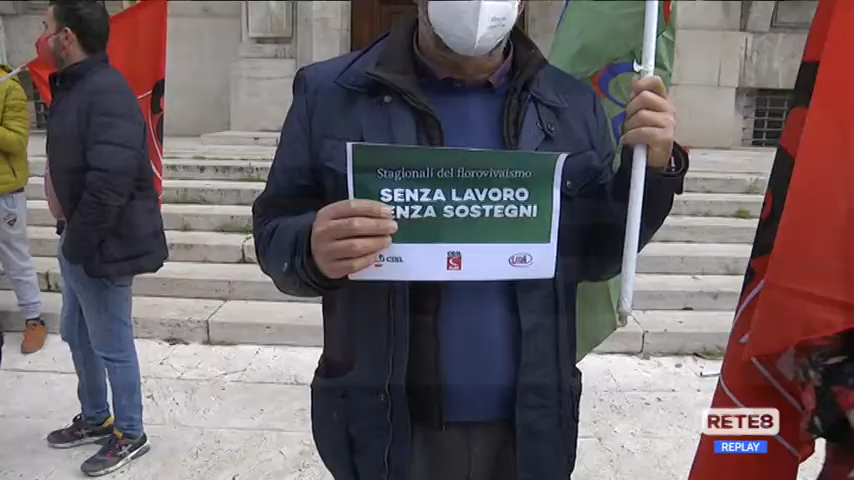 Stagionali del florovivaismo
SENZA LAVORO
ENZA SOSTEGNI
CISL
RETE8
REPLAY